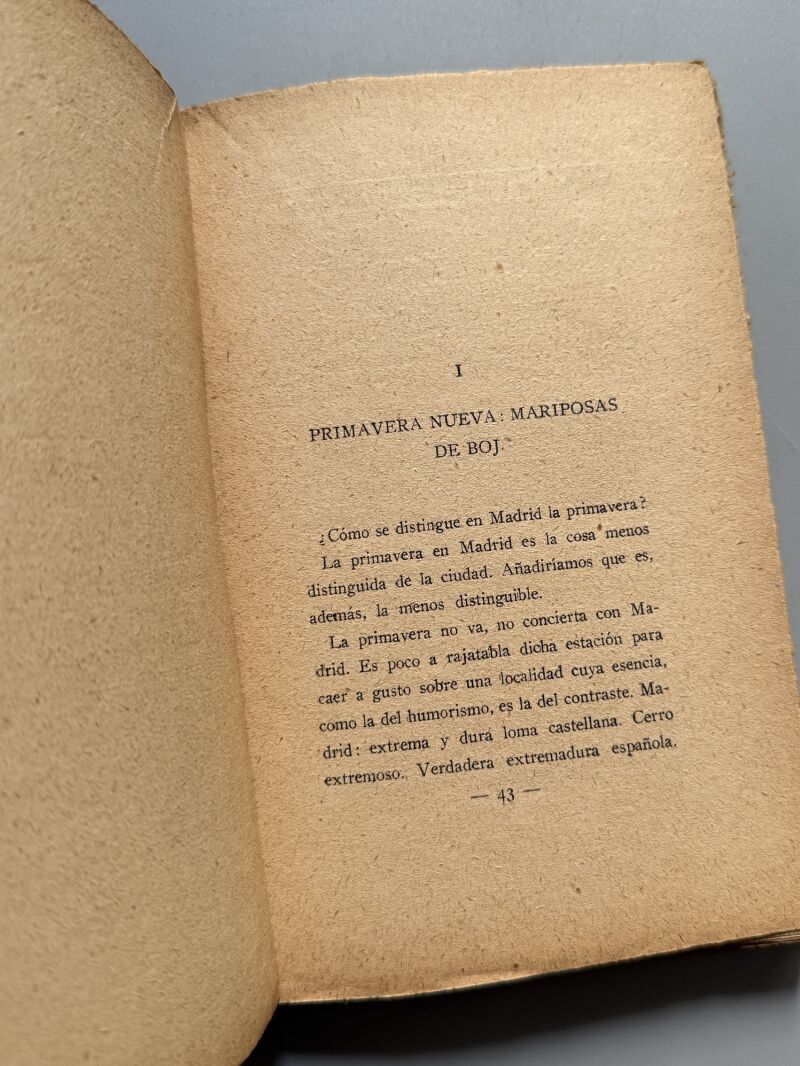 I
PRIMAVERA NUEVA: MARIPOSAS
DE BOJ
¿Cómo se distingue en Madrid la primavera?
La primavera en Madrid es la cosa menos
distinguida de la ciudad. Añadiríamos que es,
además, la menos distinguible.
La primavera no va, no concierta con Ma-
drid. Es poco a rajatabla dicha estación para
caer a gusto sobre una localidad cuya esencia,
como la del humorismo, es la del contraste. Ma-
drid: extrema y dura loma castellana. Cerro
extremoso. Verdadera extremadura española.
— 43 —